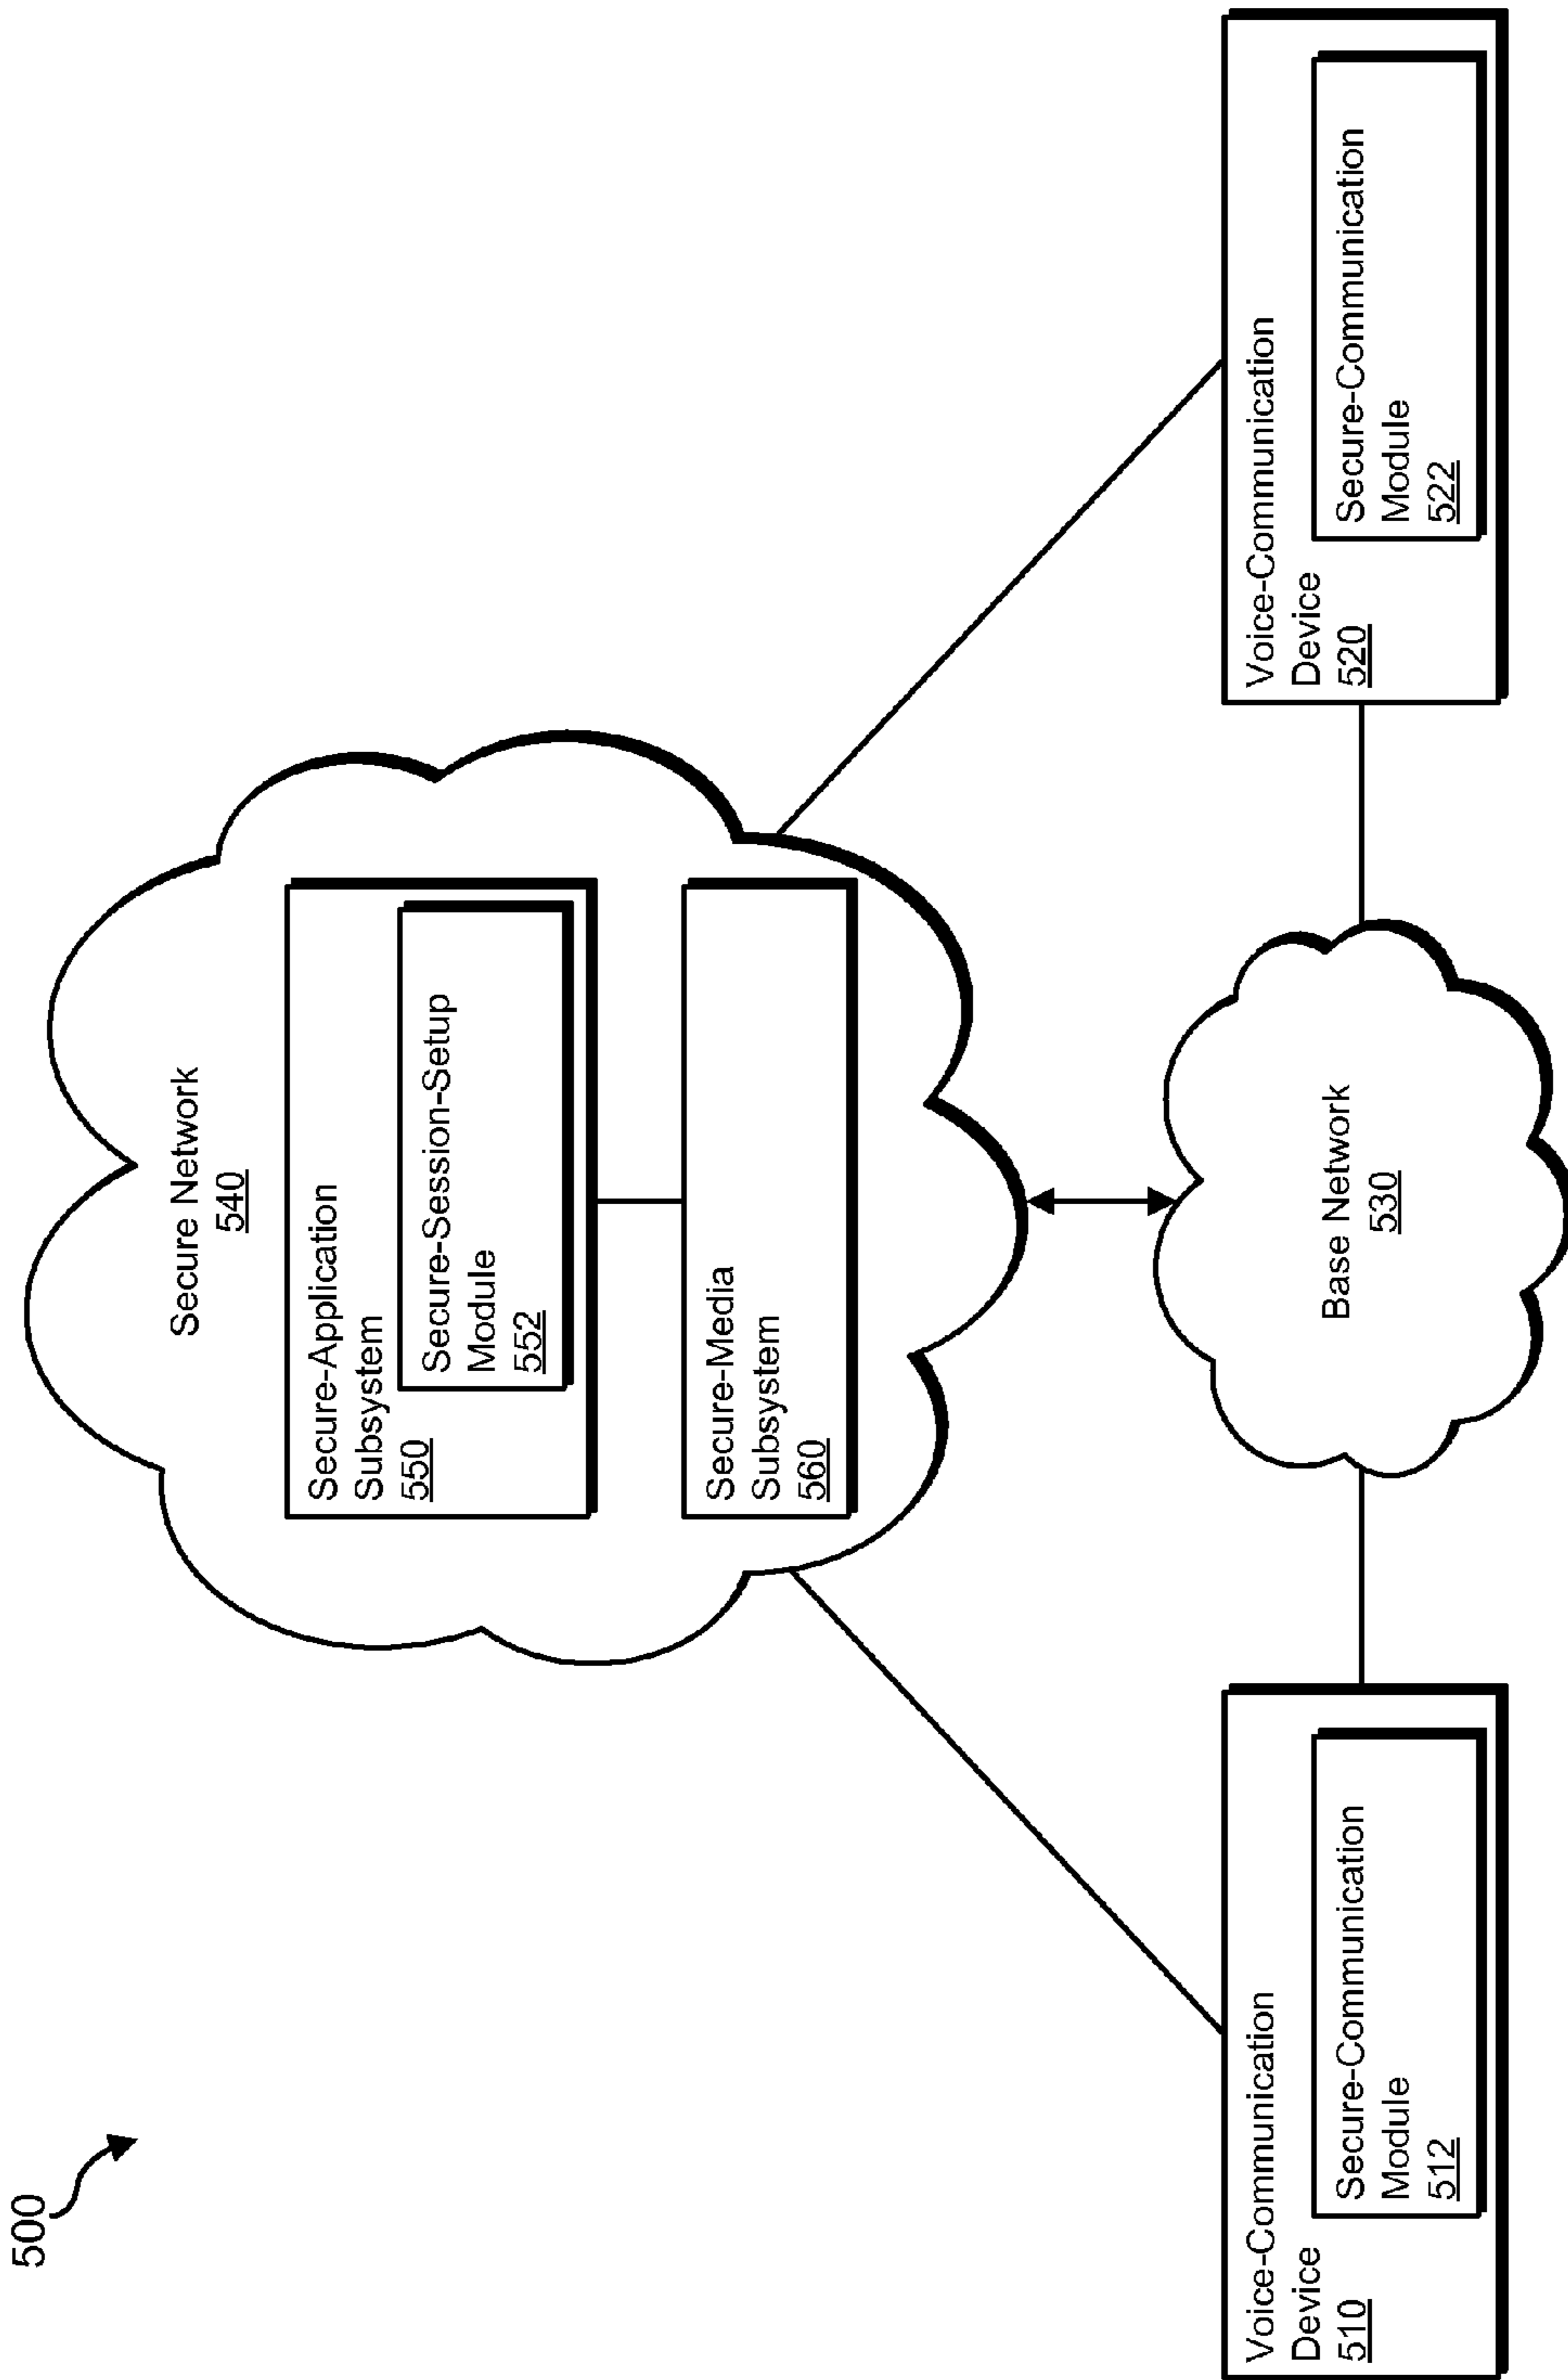 500
Secure Network
540
Secure-Application
Subsystem
550
Secure-Session-Setup
Module
552
Secure-Media
Subsystem
560
Voice-Communication
Device
510
Secure-Communication
Module
512
Base Network
530
Voice-Communication
Device
520
Secure-Communication
Module
522